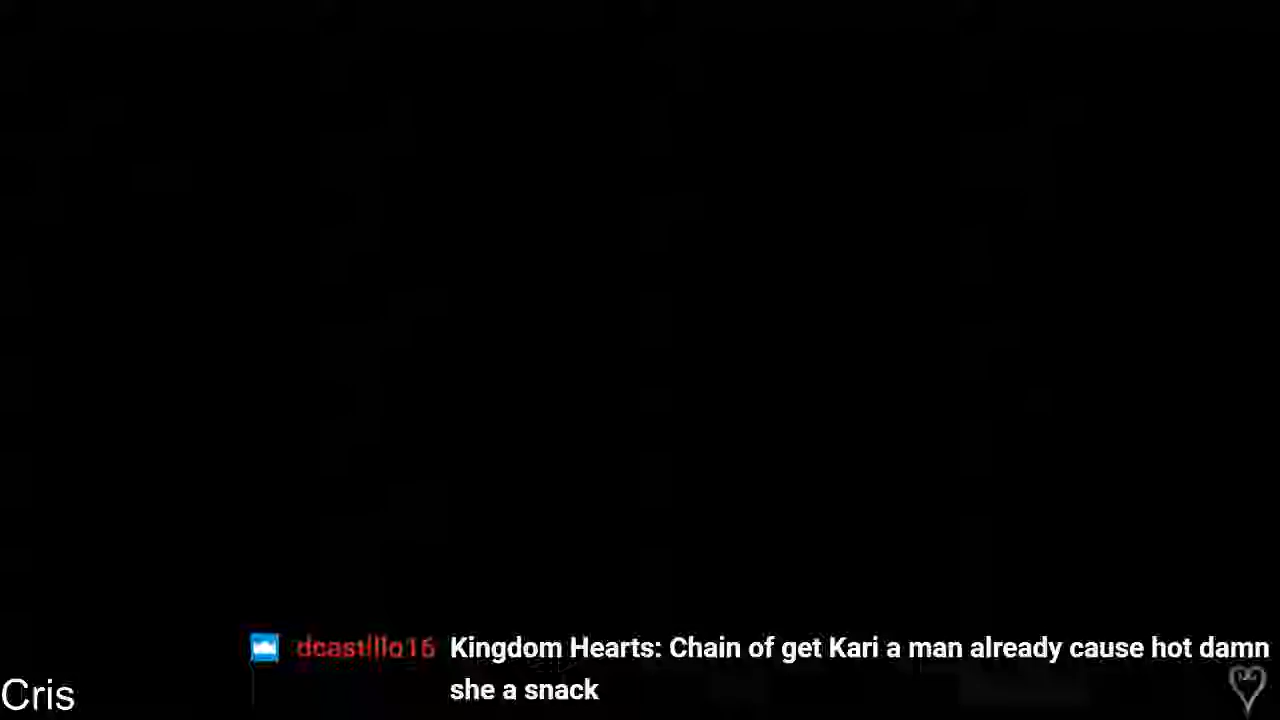 dcastillo16 Kingdom Hearts: Chain of get Kari a man already cause hot damn
she a snack
Cris